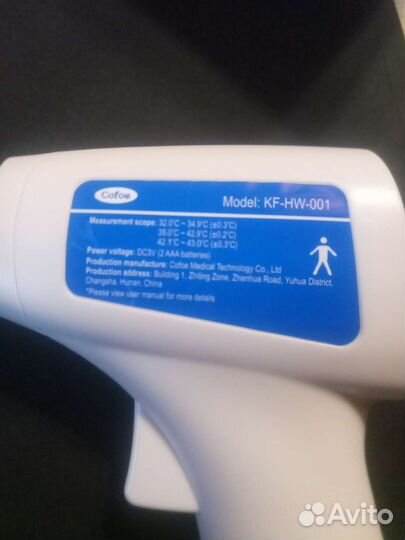 Cofoe
Model: KF-HW-001
Measurement scope: 32.0°C ~ 34.9°C (±0.3°C)
35.0°C ~ 42.9°C (±0.2°C)
42.1°C ~ 43.0°C (±0.3°C)
Power voltage: DC3V (2 AAA batteries)
Production manufacture: Cofoe Medical Technology Co., Ltd
Production address: Building 1, Zhiling Zone, Zhenhua Road, Yuhua District,
Changsha, Hunan, China
*Please view user manual for more details
Avito